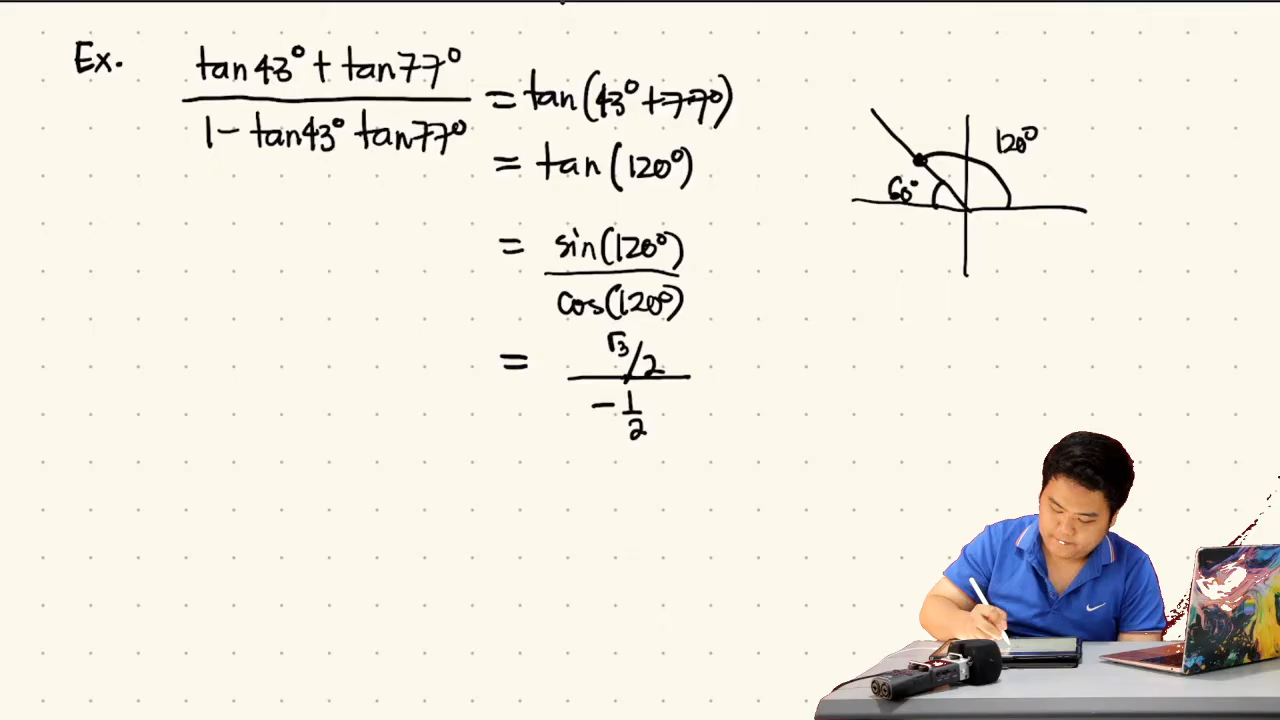 Ex. tan43° + tan77°
1 - tan43° tan77°
= tan(43° + 77°)
= tan(120°)
= sin(120°)
cos(120°)
= √3/2
-1/2
120°
60°